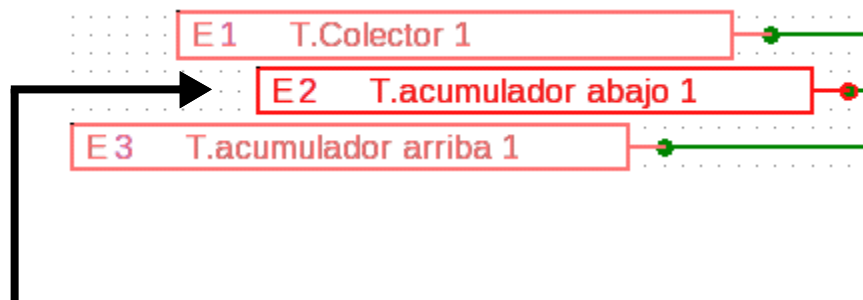 E1 T.Colector 1
E2 T.acumulador abajo 1
E3 T.acumulador arriba 1